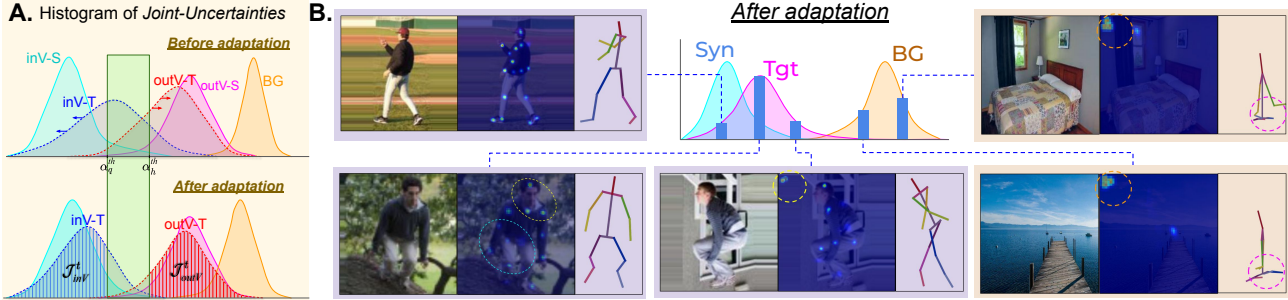 A. Histogram of Joint-Uncertainties
Before adaptation
inV-S
BG
outV-T
outV-S
inV-T
α_q^th α_h^th
After adaptation
inV-T
outV-T
𝒥_inV^t
𝒥_outV^t
B.
After adaptation
Syn
Tgt
BG